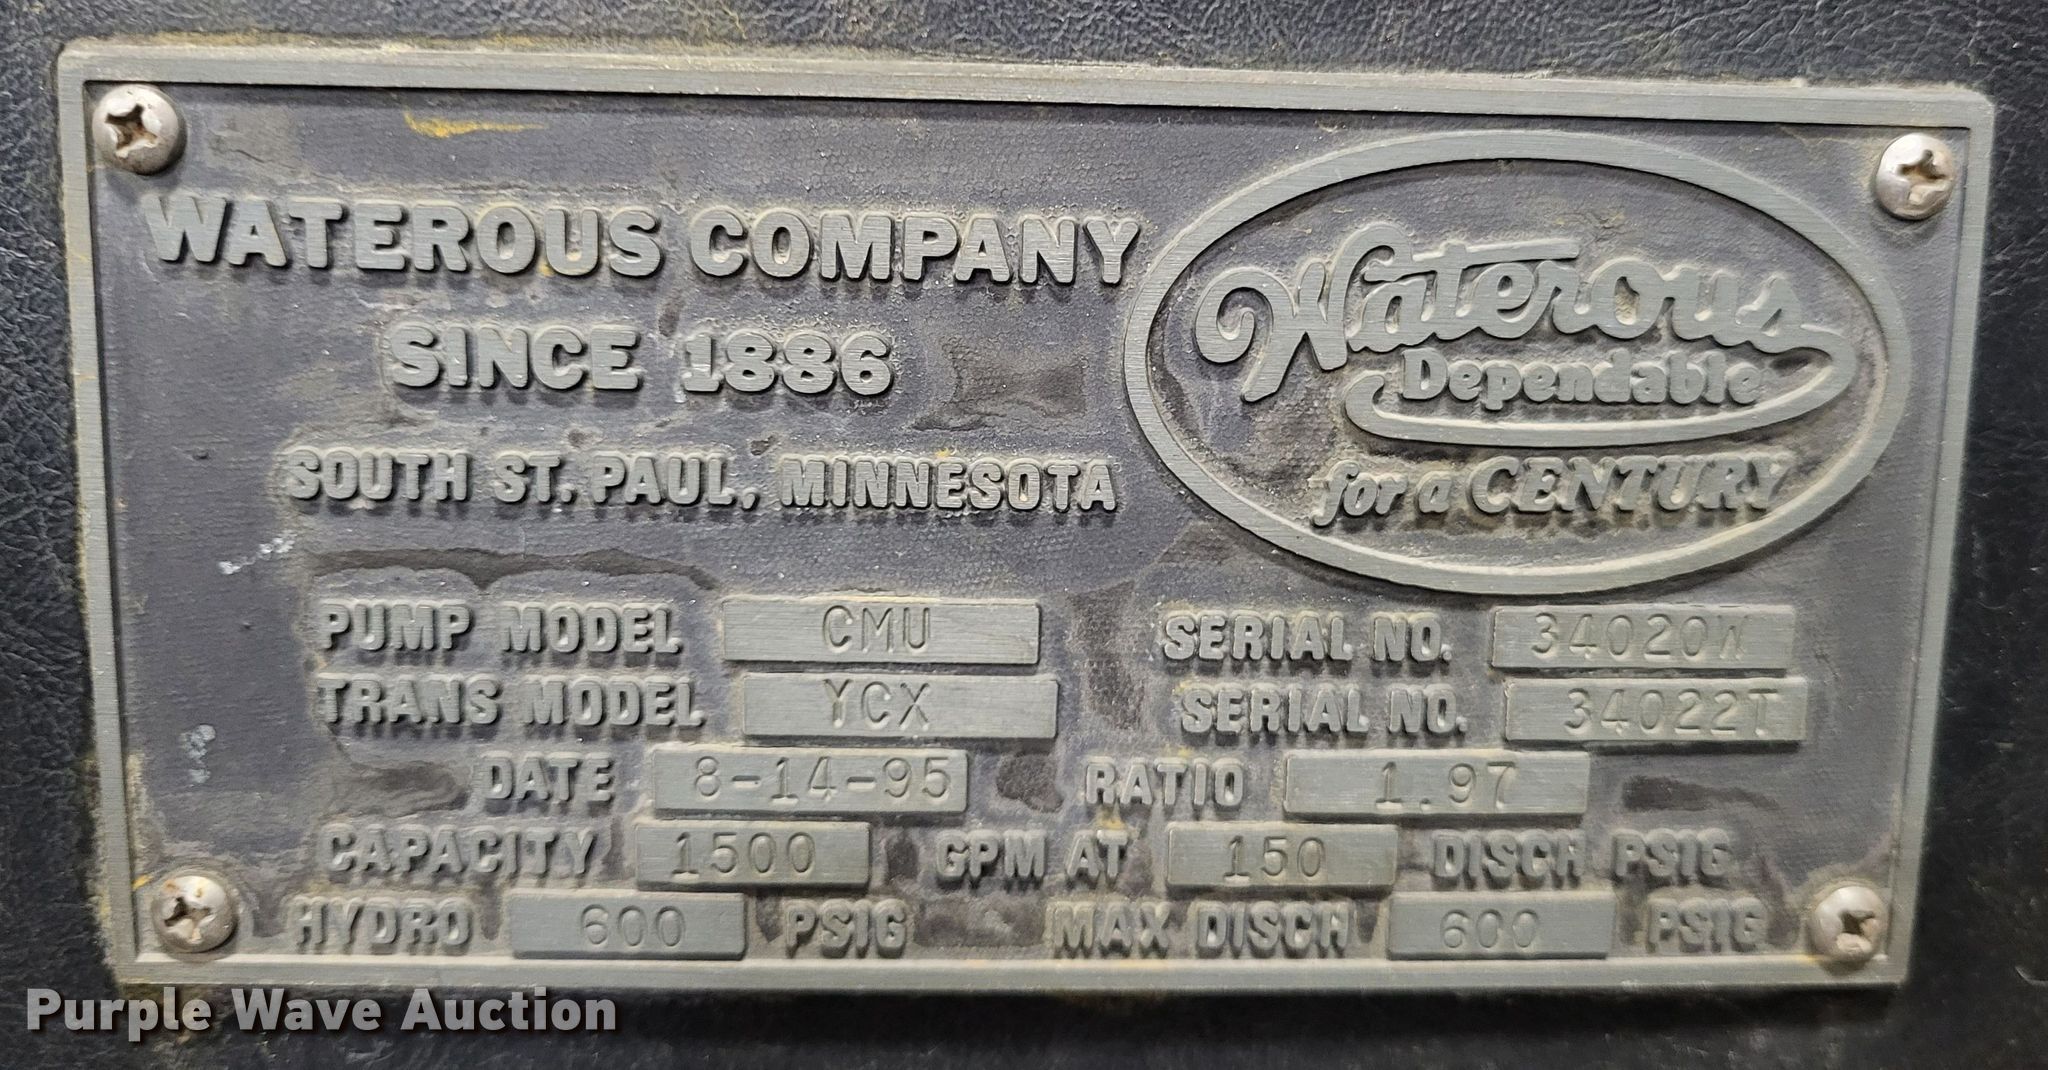 WATEROUS COMPANY
SINCE 1886
SOUTH ST. PAUL, MINNESOTA
Waterous
Dependable
for a CENTURY
PUMP MODEL CMU SERIAL NO. 34020W
TRANS MODEL YCX SERIAL NO. 34022T
DATE 8-14-95 RATIO 1.97
CAPACITY 1500 GPM AT 150 DISCH PSIG
HYDRO 600 PSIG MAX DISCH 600 PSIG
Purple Wave Auction